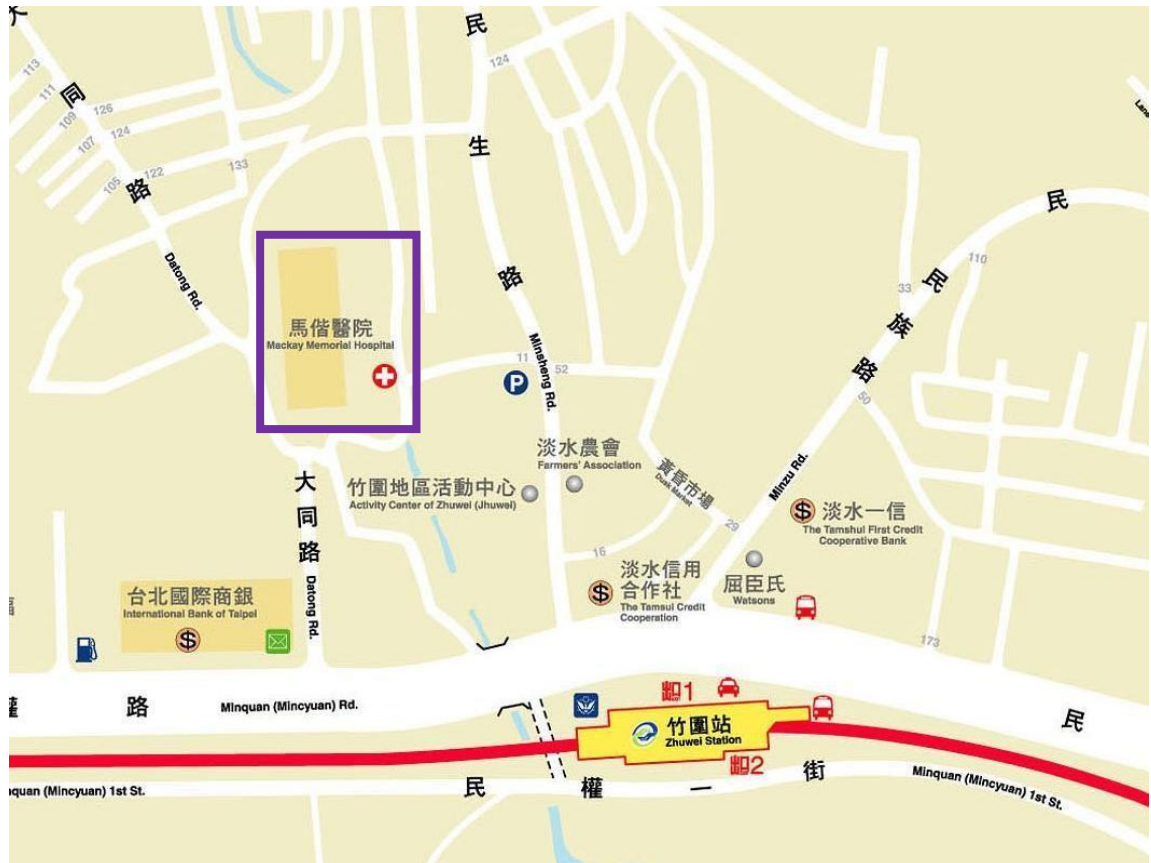 大同路
113
111
109
107
105
126
124
122
133
Datong Rd.
民生路
124
Minsheng Rd.
11
52
馬偕醫院
Mackay Memorial Hospital
P
民族路
民
110
33
50
Minzu Rd.
淡水農會
Farmers' Association
竹圍地區活動中心
Activity Center of Zhuwei (Jhuwei)
黃昏市場
Dusk Market
29
16
淡水一信
The Tamshui First Credit
Cooperative Bank
淡水信用
合作社
The Tamsui Credit
Cooperation
屈臣氏
Watsons
173
大同路
Datong Rd.
台北國際商銀
International Bank of Taipel
$
$
$
權路
Minquan (Mincyuan) Rd.
民
出口1
竹圍站
Zhuwei Station
出口2
民權一街
Minquan (Mincyuan) 1st St.
nquan (Mincyuan) 1st St.